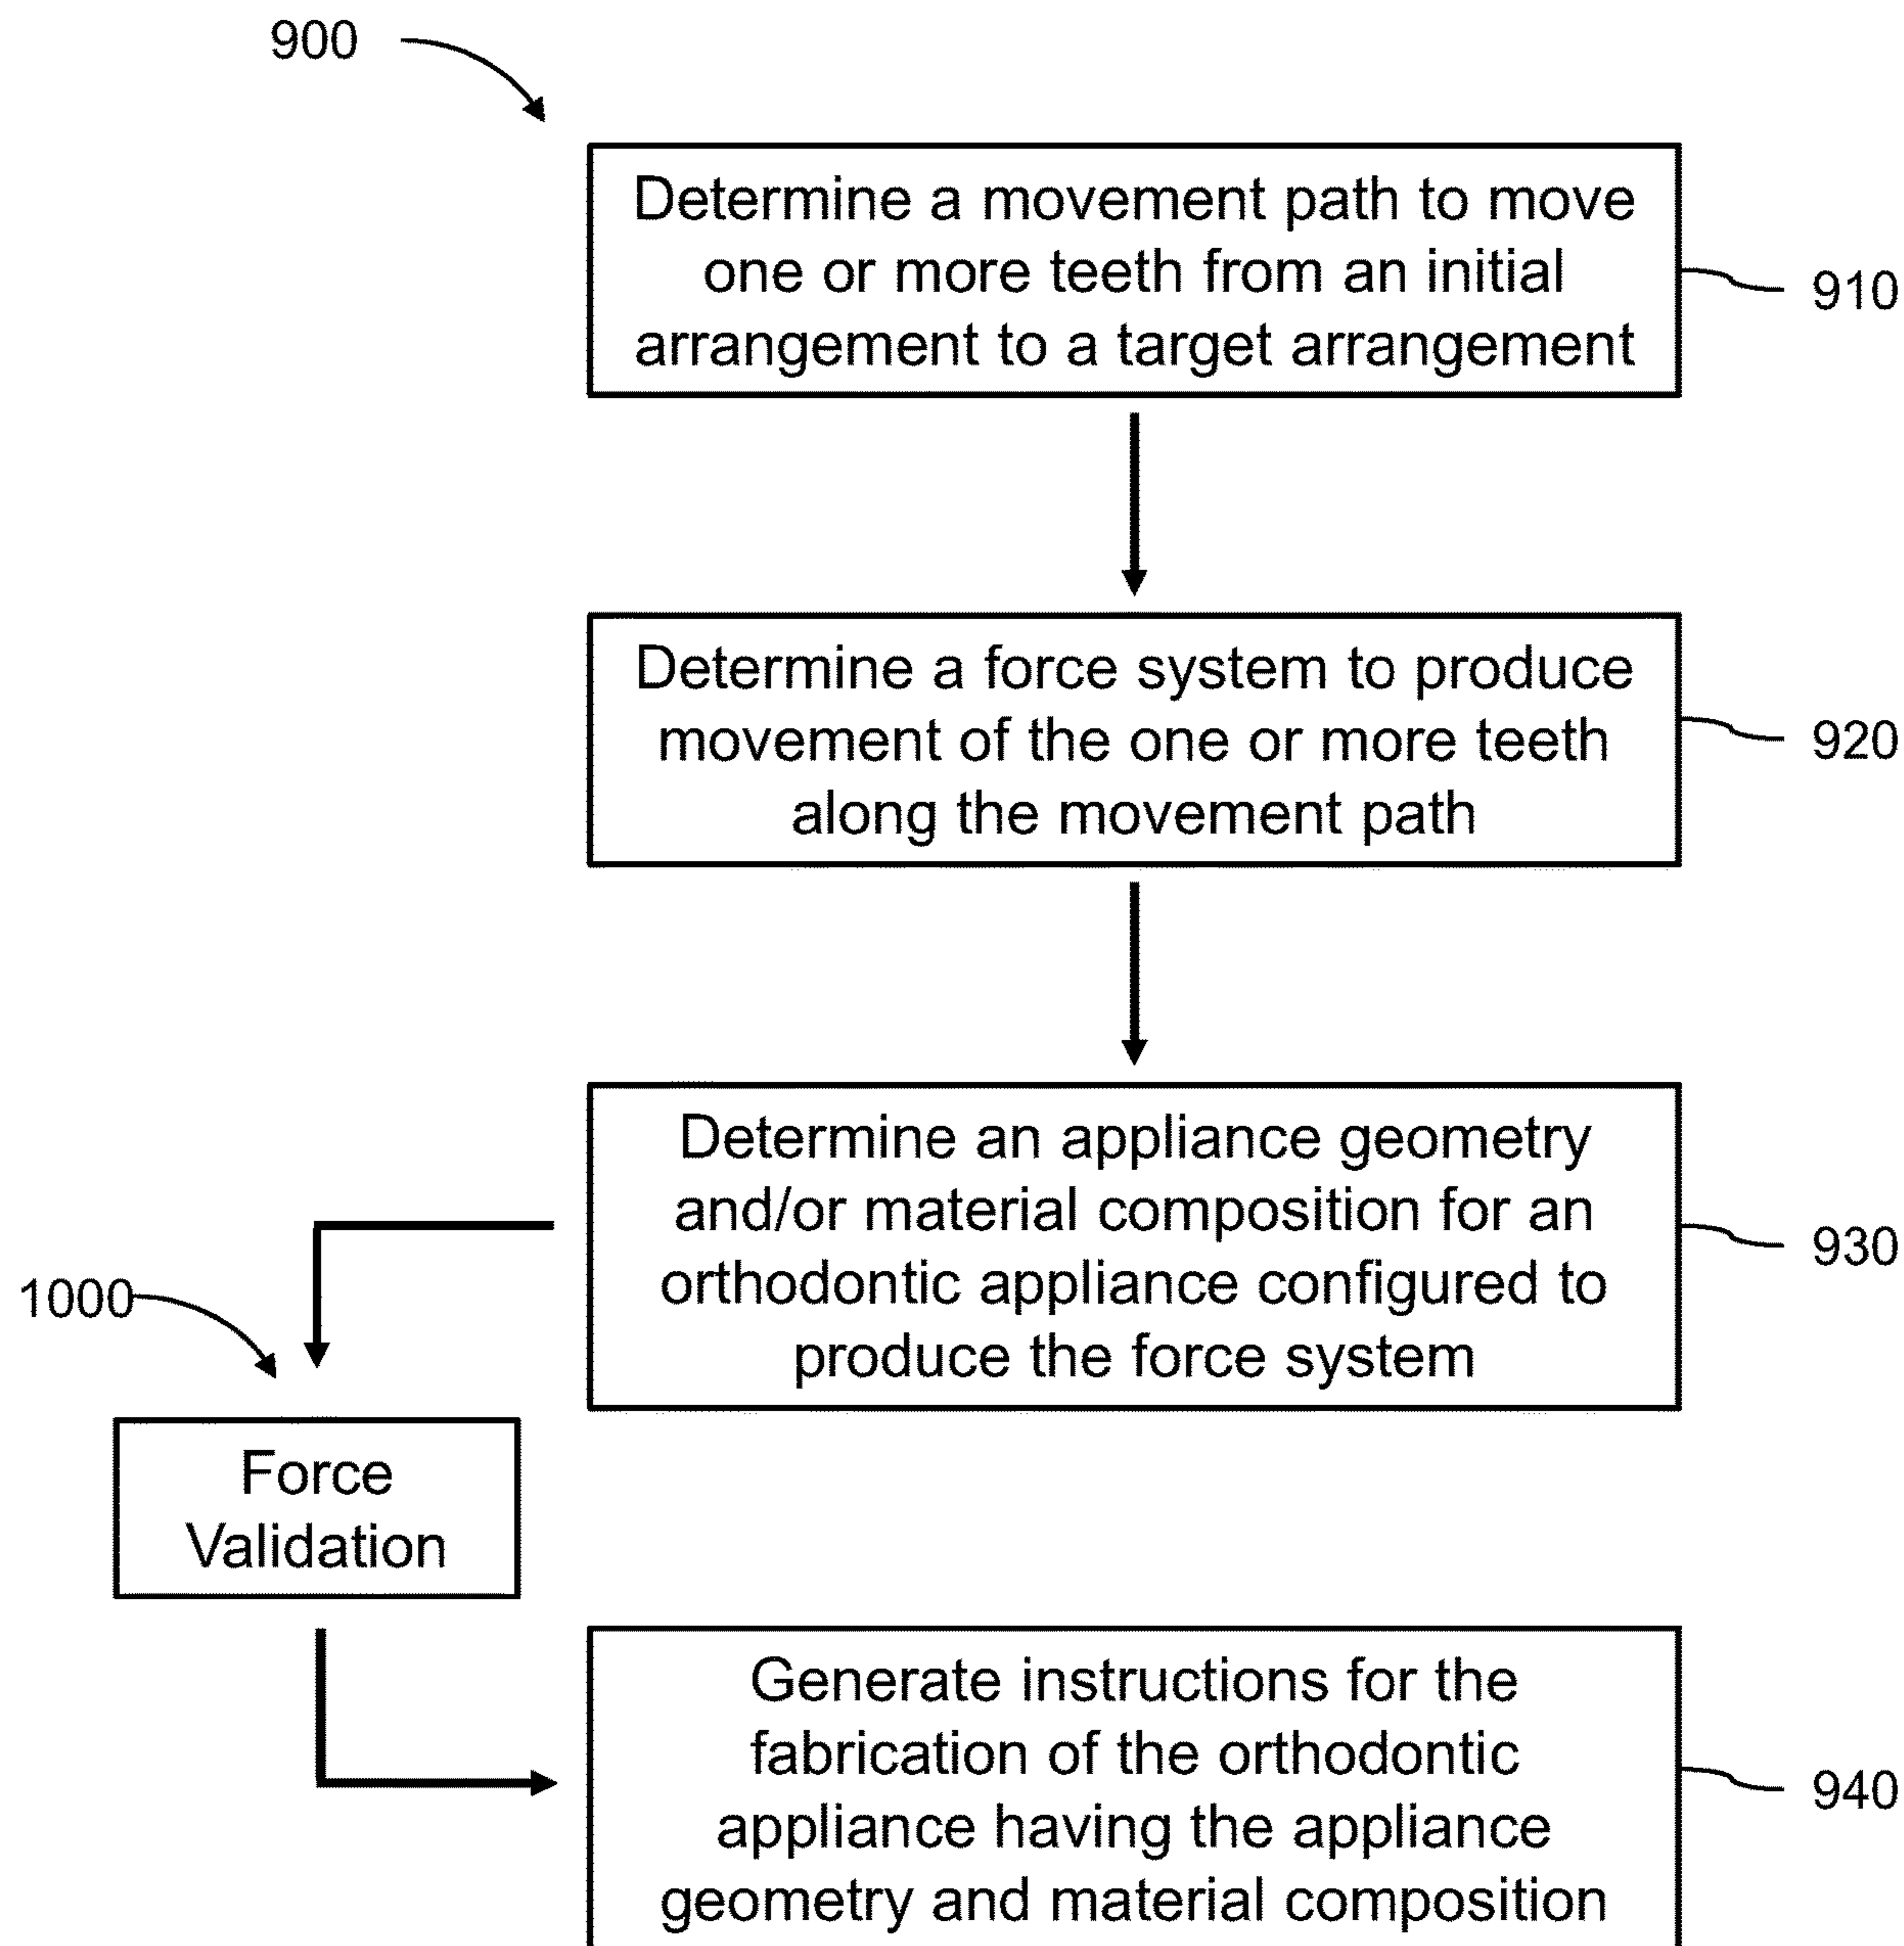 900
Determine a movement path to move
one or more teeth from an initial
arrangement to a target arrangement
910
Determine a force system to produce
movement of the one or more teeth
along the movement path
920
Determine an appliance geometry
and/or material composition for an
orthodontic appliance configured to
produce the force system
930
1000
Force
Validation
Generate instructions for the
fabrication of the orthodontic
appliance having the appliance
geometry and material composition
940